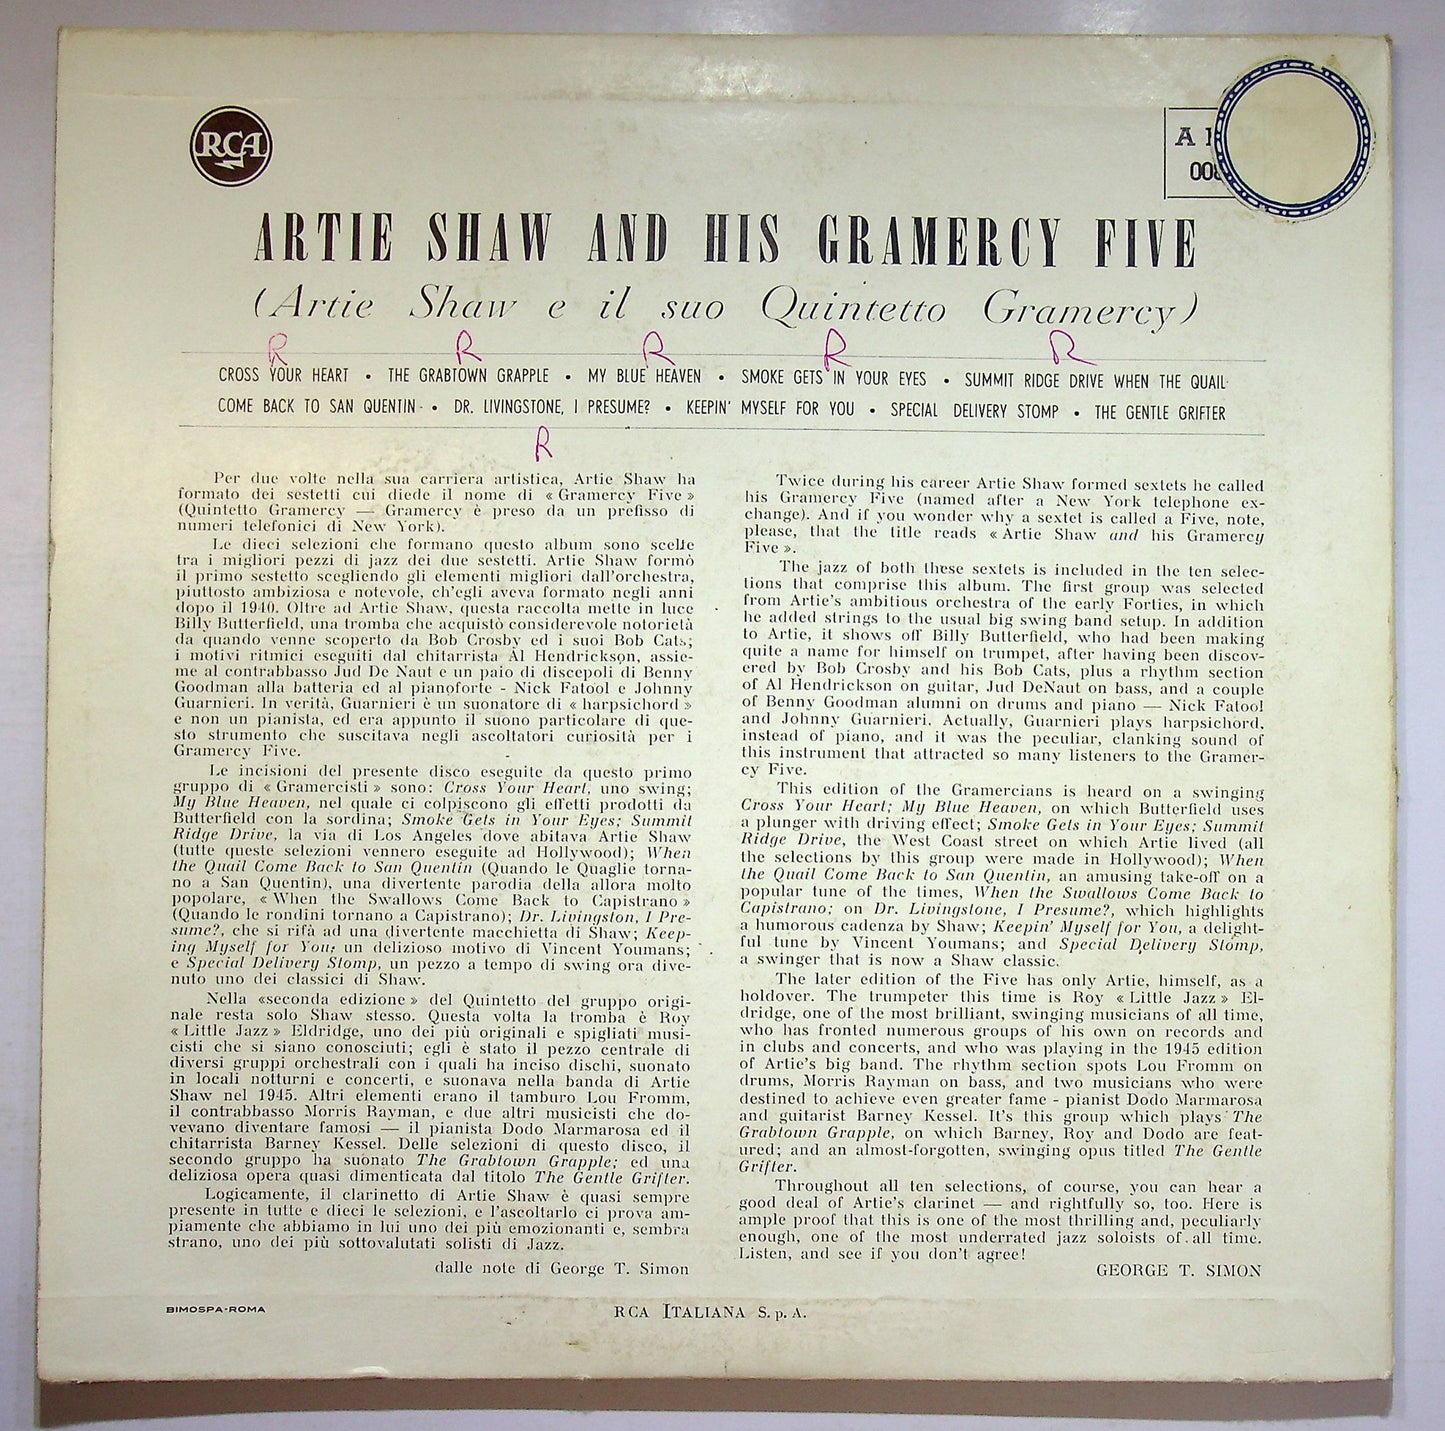 RCA
A
ARTIE SHAW AND HIS GRAMERCY FIVE
(Artie Shaw e il suo Quintetto Gramercy)
R R R R R
CROSS YOUR HEART • THE GRABTOWN GRAPPLE • MY BLUE HEAVEN • SMOKE GETS IN YOUR EYES • SUMMIT RIDGE DRIVE WHEN THE QUAIL
COME BACK TO SAN QUENTIN • DR. LIVINGSTONE, I PRESUME? • KEEPIN' MYSELF FOR YOU • SPECIAL DELIVERY STOMP • THE GENTLE GRIFTER
R
Per due volte nella sua carriera artistica, Artie Shaw ha
formato dei sestetti cui diede il nome di « Gramercy Five »
(Quintetto Gramercy — Gramercy è preso da un prefisso di
numeri telefonici di New York).
Le dieci selezioni che formano questo album sono scelte
tra i migliori pezzi di jazz dei due sestetti. Artie Shaw formò
il primo sestetto scegliendo gli elementi migliori dall'orchestra,
piuttosto ambiziosa e notevole, ch'egli aveva formato negli anni
dopo il 1940. Oltre ad Artie Shaw, questa raccolta mette in luce
Billy Butterfield, una tromba che acquistò considerevole notorietà
da quando venne scoperto da Bob Crosby ed i suoi Bob Cats;
i motivi ritmici eseguiti dal chitarrista Al Hendrickson, assie-
me al contrabbasso Jud De Naut e un paio di discepoli di Benny
Goodman alla batteria ed al pianoforte - Nick Fatool e Johnny
Guarnieri. In verità, Guarnieri è un suonatore di « harpsichord »
e non un pianista, ed era appunto il suono particolare di que-
sto strumento che suscitava negli ascoltatori curiosità per i
Gramercy Five.
Le incisioni del presente disco eseguite da questo primo
gruppo di « Gramercisti » sono: Cross Your Heart, uno swing;
My Blue Heaven, nel quale ci colpiscono gli effetti prodotti da
Butterfield con la sordina; Smoke Gets in Your Eyes; Summit
Ridge Drive, la via di Los Angeles dove abitava Artie Shaw
(tutte queste selezioni vennero eseguite ad Hollywood); When
the Quail Come Back to San Quentin (Quando le Quaglie torna-
no a San Quentin), una divertente parodia della allora molto
popolare, « When the Swallows Come Back to Capistrano »
(Quando le rondini tornano a Capistrano); Dr. Livingston, I Pre-
sume?, che si rifà ad una divertente macchietta di Shaw; Keep-
ing Myself for You; un delizioso motivo di Vincent Youmans;
e Special Delivery Stomp, un pezzo a tempo di swing ora dive-
nuto uno dei classici di Shaw.
Nella «seconda edizione » del Quintetto del gruppo origi-
nale resta solo Shaw stesso. Questa volta la tromba è Roy
« Little Jazz » Eldridge, uno dei più originali e spigliati musi-
cisti che si siano conosciuti; egli è stato il pezzo centrale di
diversi gruppi orchestrali con i quali ha inciso dischi, suonato
in locali notturni e concerti, e suonava nella banda di Artie
Shaw nel 1945. Altri elementi erano il tamburo Lou Fromm,
il contrabbasso Morris Rayman, e due altri musicisti che do-
vevano diventare famosi — il pianista Dodo Marmarosa ed il
chitarrista Barney Kessel. Delle selezioni di questo disco, il
secondo gruppo ha suonato The Grabtown Grapple; ed una
deliziosa opera quasi dimenticata dal titolo The Gentle Grifter.
Logicamente, il clarinetto di Artie Shaw è quasi sempre
presente in tutte e dieci le selezioni, e l'ascoltarlo ci prova am-
piamente che abbiamo in lui uno dei più emozionanti e, sembra
strano, uno dei più sottovalutati solisti di Jazz.
dalle note di George T. Simon
Twice during his career Artie Shaw formed sextets he called
his Gramercy Five (named after a New York telephone ex-
change). And if you wonder why a sextet is called a Five, note,
please, that the title reads « Artie Shaw and his Gramercy
Five ».
The jazz of both these sextets is included in the ten selec-
tions that comprise this album. The first group was selected
from Artie's ambitious orchestra of the early Forties, in which
he added strings to the usual big swing band setup. In addition
to Artie, it shows off Billy Butterfield, who had been making
quite a name for himself on trumpet, after having been discov-
ered by Bob Crosby and his Bob Cats, plus a rhythm section
of Al Hendrickson on guitar, Jud DeNaut on bass, and a couple
of Benny Goodman alumni on drums and piano — Nick Fatool
and Johnny Guarnieri. Actually, Guarnieri plays harpsichord,
instead of piano, and it was the peculiar, clanking sound of
this instrument that attracted so many listeners to the Gramer-
cy Five.
This edition of the Gramercians is heard on a swinging
Cross Your Heart; My Blue Heaven, on which Butterfield uses
a plunger with driving effect; Smoke Gets in Your Eyes; Summit
Ridge Drive, the West Coast street on which Artie lived (all
the selections by this group were made in Hollywood); When
the Quail Come Back to San Quentin, an amusing take-off on a
popular tune of the times, When the Swallows Come Back to
Capistrano; on Dr. Livingstone, I Presume?, which highlights
a humorous cadenza by Shaw; Keepin' Myself for You, a delight-
ful tune by Vincent Youmans; and Special Delivery Stomp,
a swinger that is now a Shaw classic.
The later edition of the Five has only Artie, himself, as a
holdover. The trumpeter this time is Roy « Little Jazz » El-
dridge, one of the most brilliant, swinging musicians of all time,
who has fronted numerous groups of his own on records and
in clubs and concerts, and who was playing in the 1945 edition
of Artie's big band. The rhythm section spots Lou Fromm on
drums, Morris Rayman on bass, and two musicians who were
destined to achieve even greater fame - pianist Dodo Marmarosa
and guitarist Barney Kessel. It's this group which plays The
Grabtown Grapple, on which Barney, Roy and Dodo are feat-
ured; and an almost-forgotten, swinging opus titled The Gentle
Grifter.
Throughout all ten selections, of course, you can hear a
good deal of Artie's clarinet — and rightfully so, too. Here is
ample proof that this is one of the most thrilling and, peculiarly
enough, one of the most underrated jazz soloists of all time.
Listen, and see if you don't agree!
GEORGE T. SIMON
BIMOSPA-ROMA
RCA ITALIANA S. p. A.